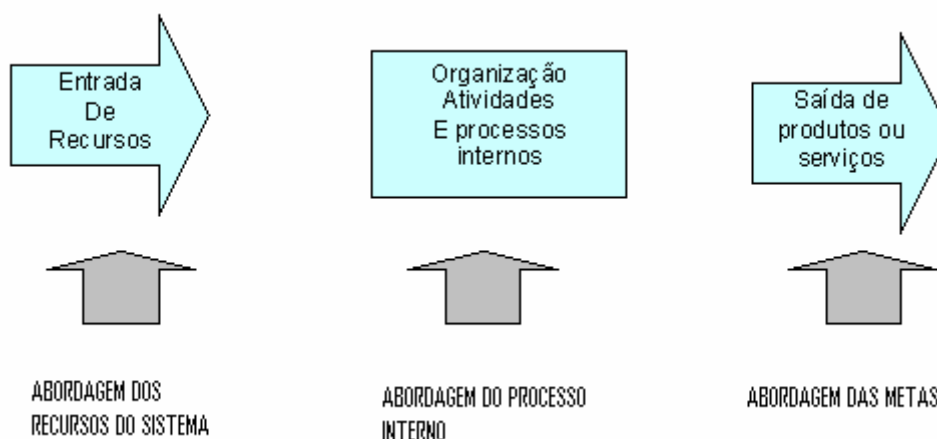 Entrada
De
Recursos
Organização
Atividades
E processos
internos
Saída de
produtos ou
serviços
ABORDAGEM DOS
RECURSOS DO SISTEMA
ABORDAGEM DO PROCESSO
INTERNO
ABORDAGEM DAS METAS